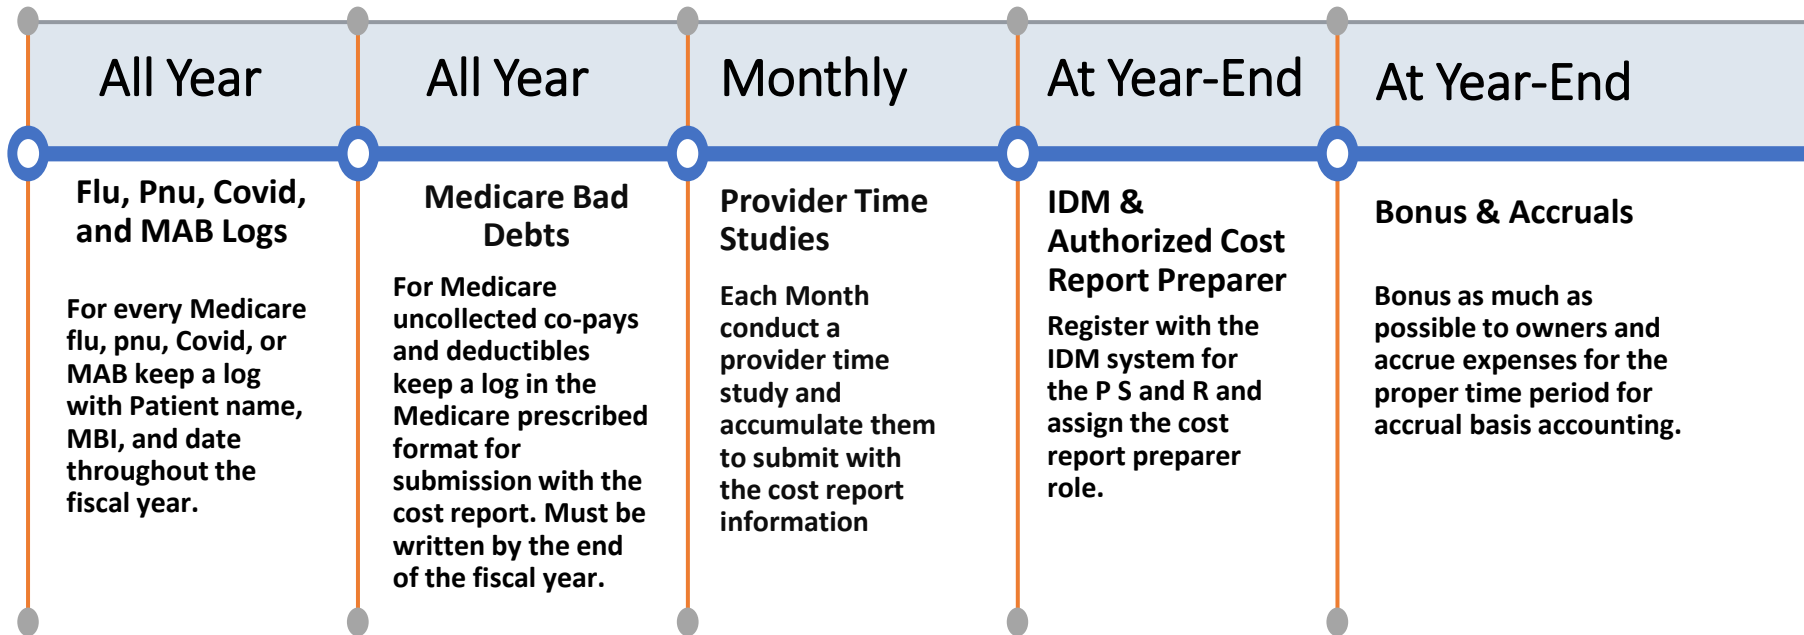 All Year
Flu, Pnu, Covid,
and MAB Logs
For every Medicare
flu, pnu, Covid, or
MAB keep a log
with Patient name,
MBI, and date
throughout the
fiscal year.
All Year
Medicare Bad
Debts
For Medicare
uncollected co-pays
and deductibles
keep a log in the
Medicare prescribed
format for
submission with the
cost report. Must be
written by the end
of the fiscal year.
Monthly
Provider Time
Studies
Each Month
conduct a
provider time
study and
accumulate them
to submit with
the cost report
information
At Year-End
IDM &
Authorized Cost
Report Preparer
Register with the
IDM system for
the P S and R and
assign the cost
report preparer
role.
At Year-End
Bonus & Accruals
Bonus as much as
possible to owners and
accrue expenses for the
proper time period for
accrual basis accounting.